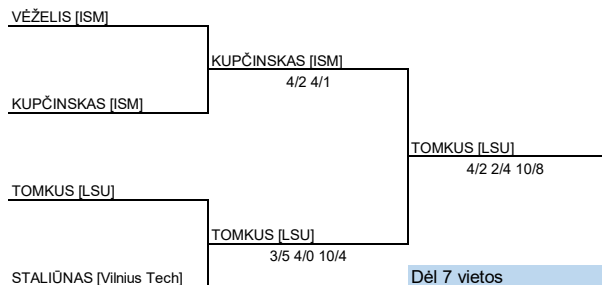 VĖŽELIS [ISM]
KUPČINSKAS [ISM]
4/2 4/1
KUPČINSKAS [ISM]
TOMKUS [LSU]
4/2 2/4 10/8
TOMKUS [LSU]
TOMKUS [LSU]
3/5 4/0 10/4
STALIŪNAS [Vilnius Tech]
Dėl 7 vietos